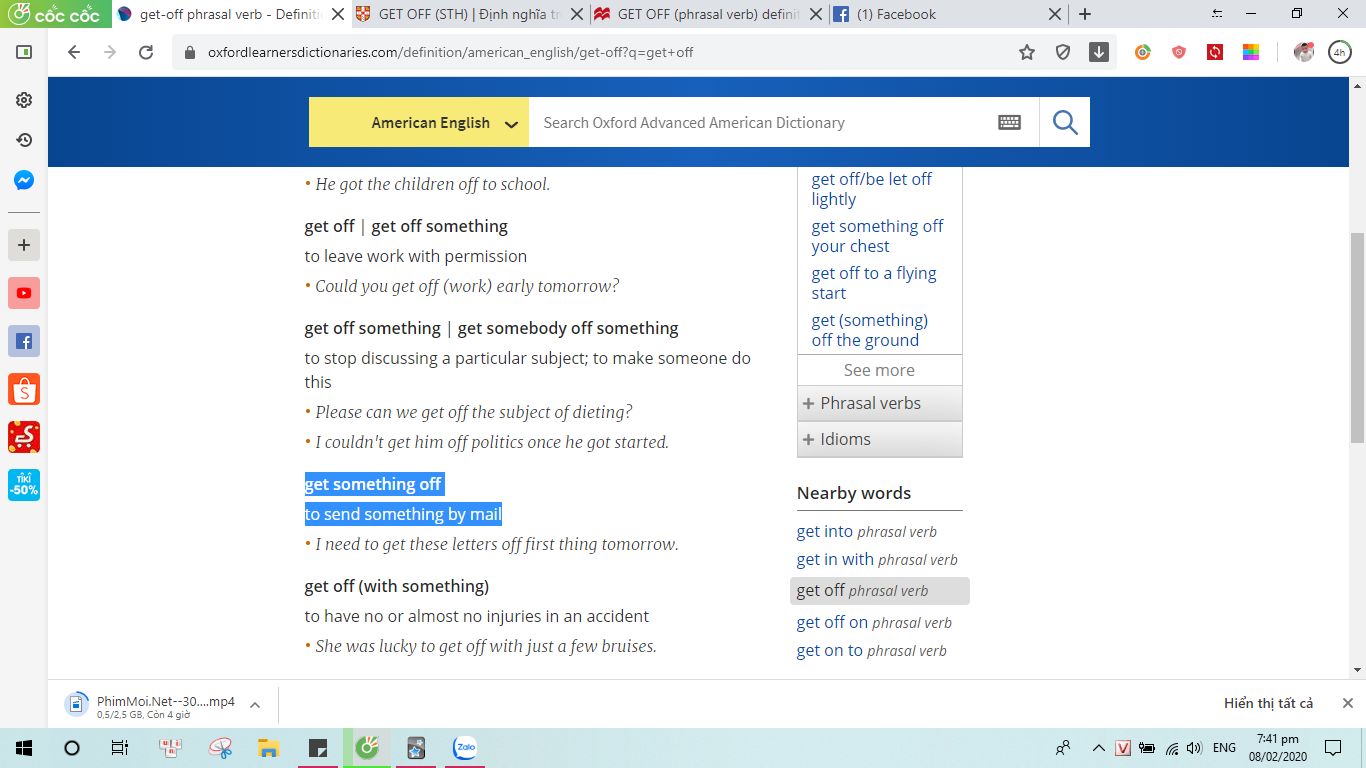 cốc cốc
get-off phrasal verb - Definiti
GET OFF (STH) | Định nghĩa tr
GET OFF (phrasal verb) definit
(1) Facebook
oxfordlearnersdictionaries.com/definition/american_english/get-off?q=get+off
4h
American English
Search Oxford Advanced American Dictionary
• He got the children off to school.
get off | get off something
to leave work with permission
• Could you get off (work) early tomorrow?
get off something | get somebody off something
to stop discussing a particular subject; to make someone do
this
• Please can we get off the subject of dieting?
• I couldn't get him off politics once he got started.
get something off
to send something by mail
• I need to get these letters off first thing tomorrow.
get off (with something)
to have no or almost no injuries in an accident
• She was lucky to get off with just a few bruises.
get off/be let off
lightly
get something off
your chest
get off to a flying
start
get (something)
off the ground
See more
+ Phrasal verbs
+ Idioms
Nearby words
get into phrasal verb
get in with phrasal verb
get off phrasal verb
get off on phrasal verb
get on to phrasal verb
TIKI
-50%
PhimMoi.Net--30....mp4
0,5/2,5 GB, Còn 4 giờ
Hiển thị tất cả
Zalo
V
ENG
7:41 pm
08/02/2020